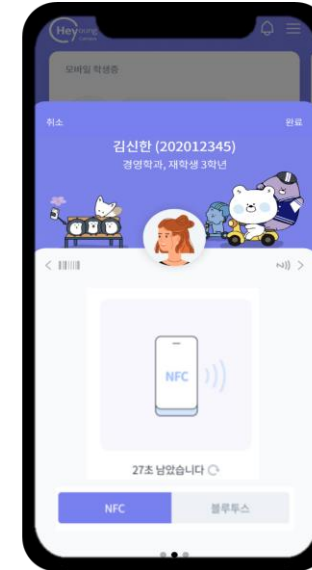 Heyoung
Campus
모바일 학생증
취소
완료
김신한 (202012345)
경영학과, 재학생 3학년
NFC
27초 남았습니다
NFC
블루투스